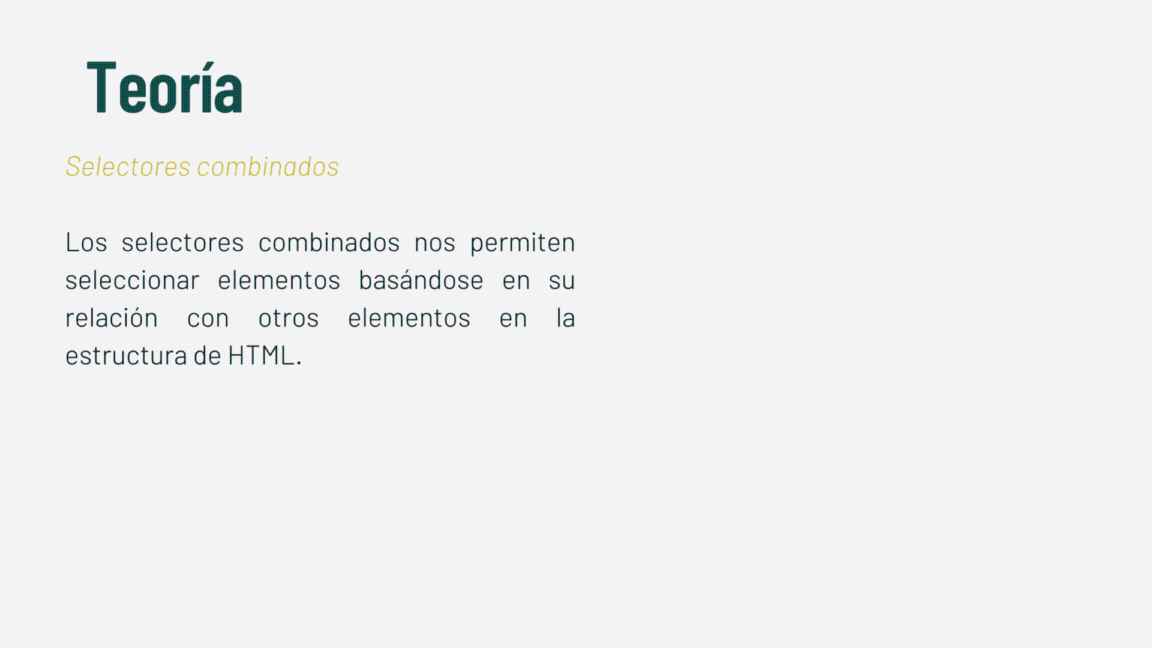 Teoría
Selectores combinados
Los selectores combinados nos permiten
seleccionar elementos basándose en su
relación con otros elementos en la
estructura de HTML.